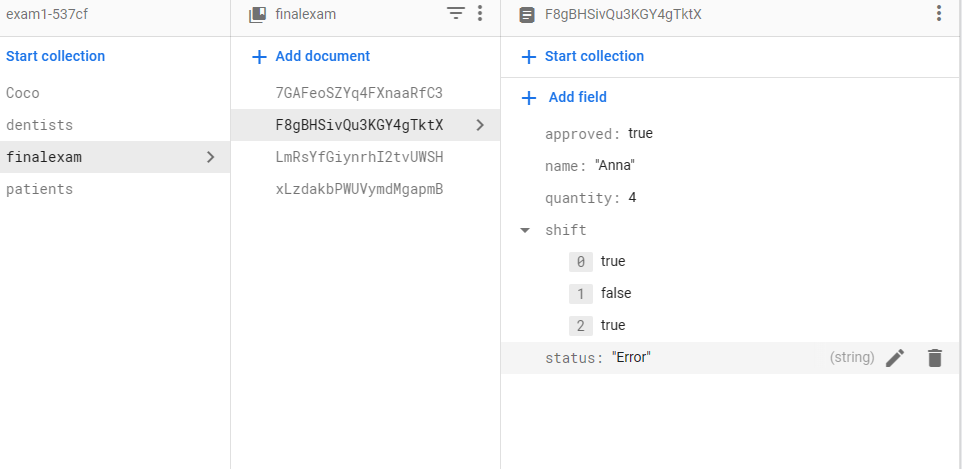 exam1-537cf
Start collection
Coco
dentists
finalexam
patients
finalexam
Add document
7GAFeoSZYq4FXnaaRfC3
F8gBHSivQu3KGY4gTktX
LmRsYfGiynrhI2tvUWSH
xLzdakbPWUVymdMgapmB
F8gBHSivQu3KGY4gTktX
Start collection
Add field
approved: true
name: "Anna"
quantity: 4
shift
0 true
1 false
2 true
status: "Error" (string)